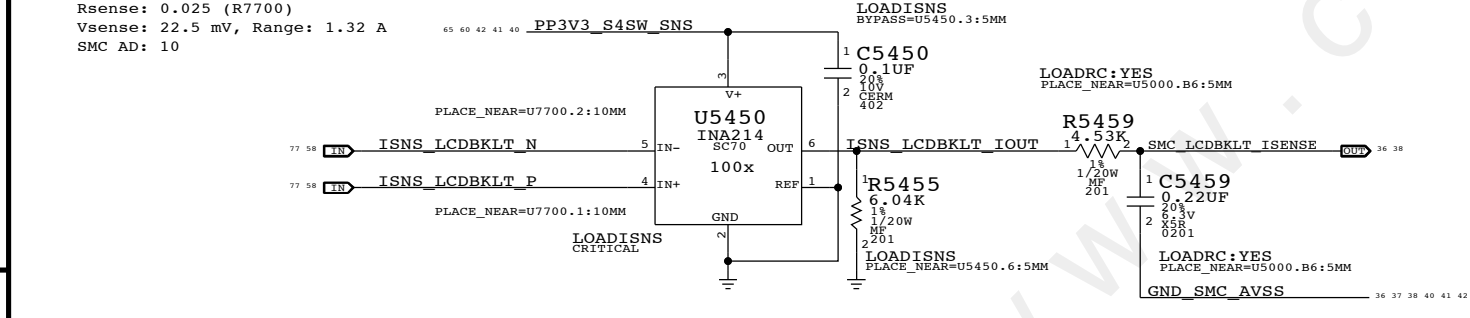 Rsense: 0.025 (R7700)
Vsense: 22.5 mV, Range: 1.32 A
SMC AD: 10
65 60 42 41 40
PP3V3_S4SW_SNS
LOADISNS
BYPASS=U5450.3:5MM
1
C5450
0.1UF
20%
10V
2
CERM
402
3
V+
PLACE_NEAR=U7700.2:10MM
U5450
INA214
SC70
100x
77 58
IN
ISNS_LCDBKLT_N
5
IN-
OUT
6
ISNS_LCDBKLT_IOUT
77 58
IN
ISNS_LCDBKLT_P
4
IN+
REF
1
PLACE_NEAR=U7700.1:10MM
GND
2
LOADISNS
CRITICAL
1
R5455
6.04K
1%
1/20W
MF
2
201
LOADISNS
PLACE_NEAR=U5450.6:5MM
LOADRC:YES
PLACE_NEAR=U5000.B6:5MM
R5459
4.53K
1
2
1%
1/20W
MF
201
SMC_LCDBKLT_ISENSE
OUT
36 38
1
C5459
0.22UF
20%
6.3V
2
X5R
0201
LOADRC:YES
PLACE_NEAR=U5000.B6:5MM
GND_SMC_AVSS
36 37 38 40 41 42
w w . c